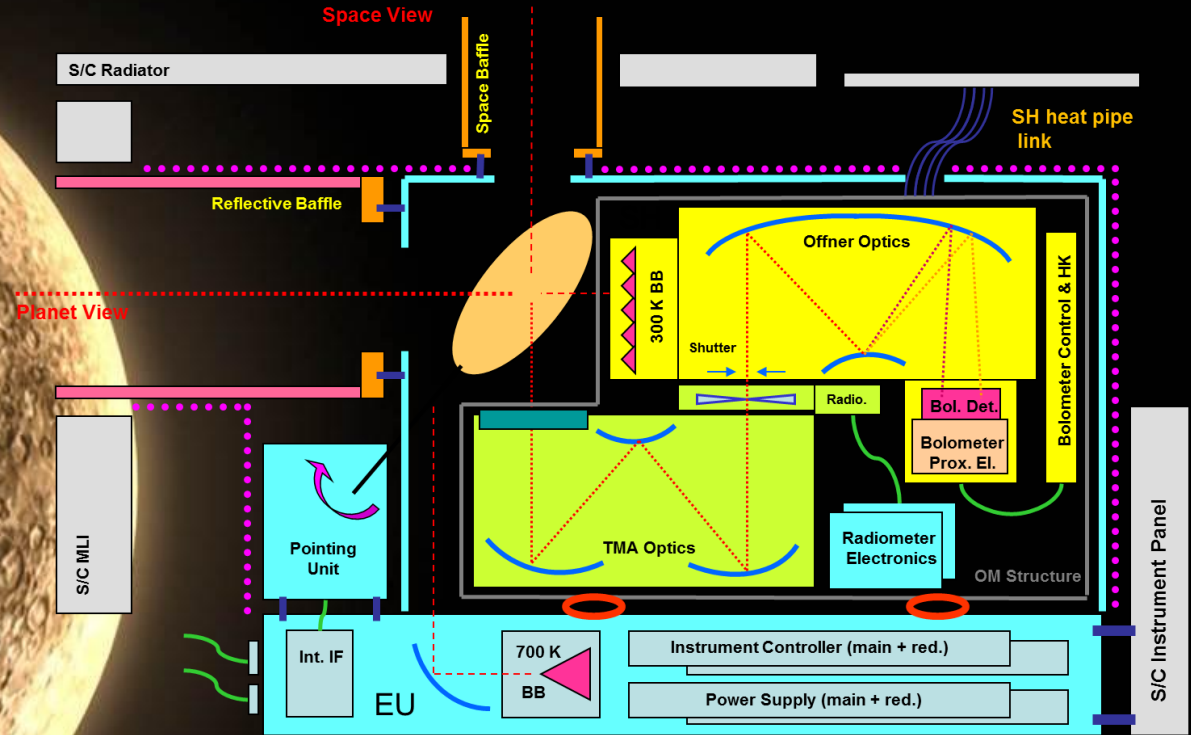 Space View
S/C Radiator
Space Baffle
SH heat pipe
link
Reflective Baffle
Offner Optics
300 K BB
Bolometer Control & HK
Planet View
Shutter
Radio.
Bol. Det.
Bolometer
Prox. El.
S/C MLI
Pointing
Unit
TMA Optics
Radiometer
Electronics
OM Structure
S/C Instrument Panel
Int. IF
EU
700 K
BB
Instrument Controller (main + red.)
Power Supply (main + red.)